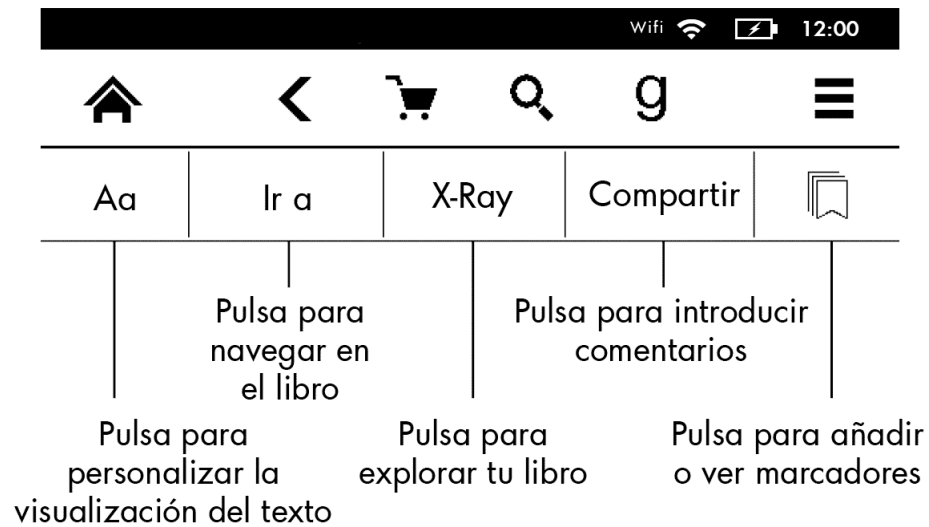 Wifi 12:00
g
Aa Ir a X-Ray Compartir
Pulsa para
navegar en
el libro
Pulsa para introducir
comentarios
Pulsa para
personalizar la
visualización del texto
Pulsa para
explorar tu libro
Pulsa para añadir
o ver marcadores